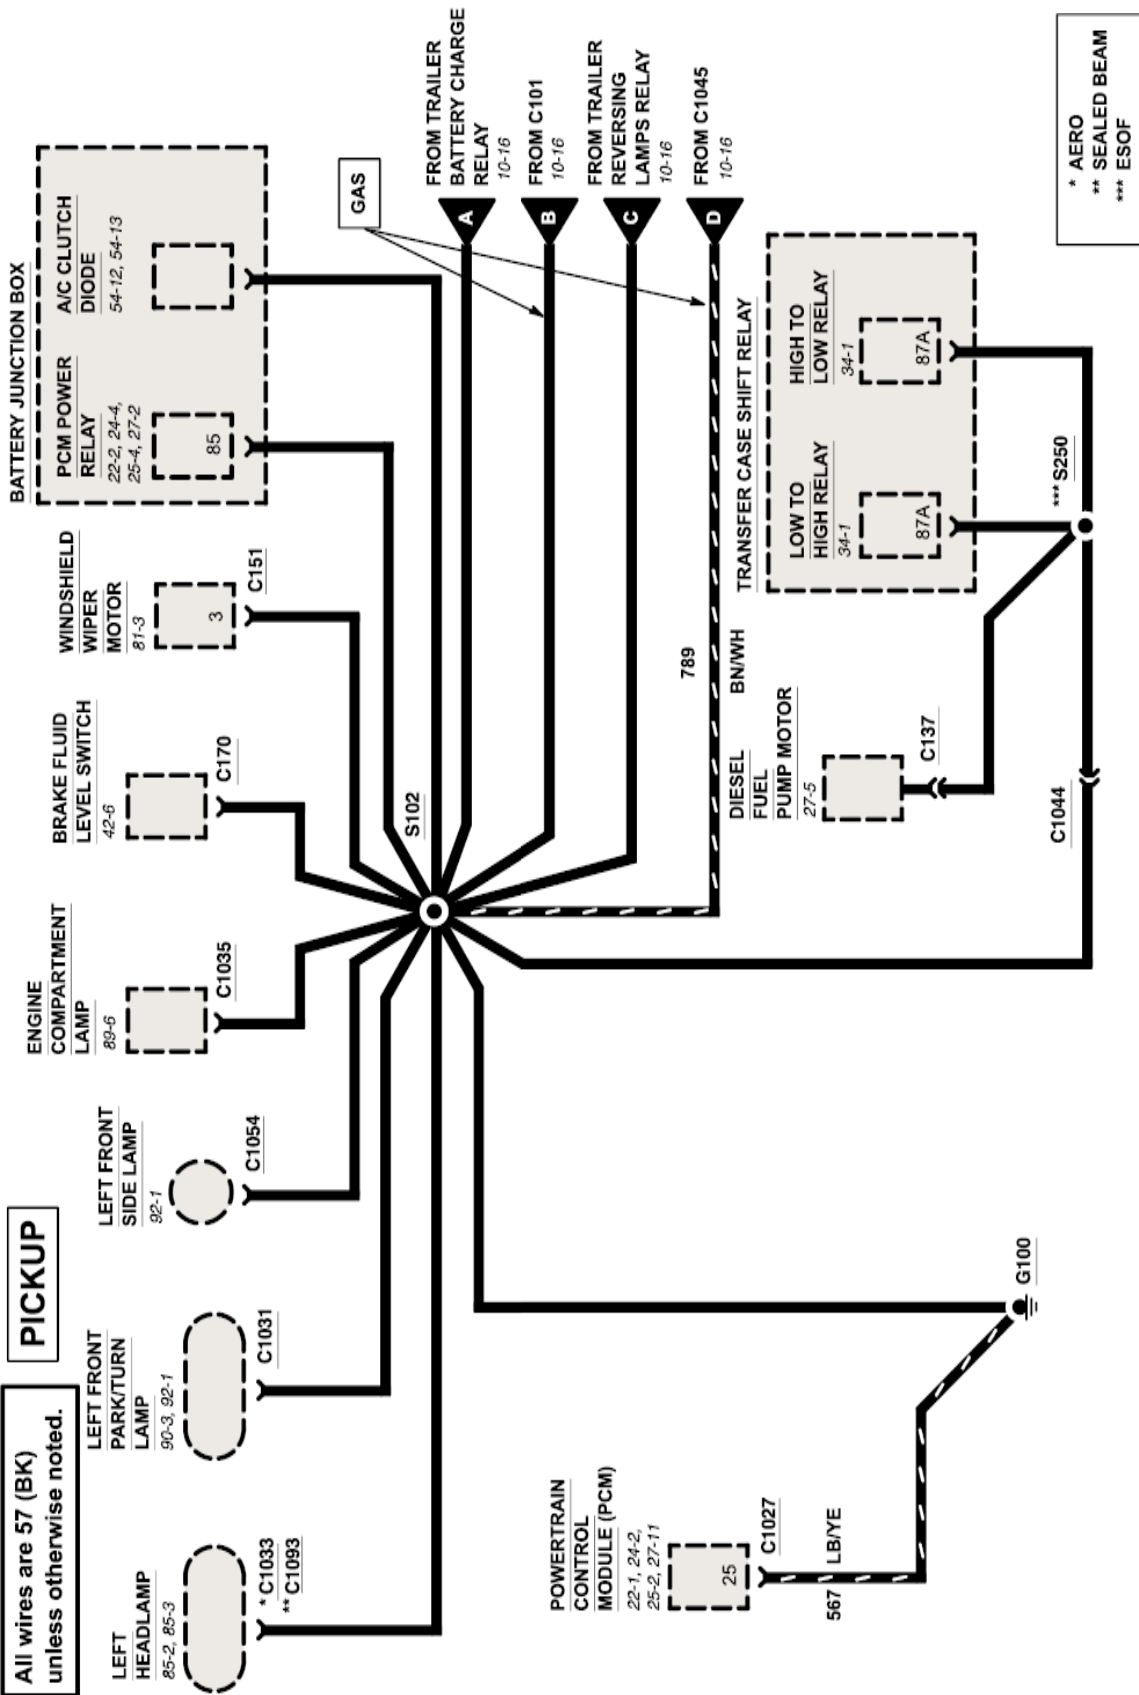 All wires are 57 (BK)
unless otherwise noted.
PICKUP
LEFT
HEADLAMP
85-2, 85-3
* C1033
** C1093
LEFT FRONT
PARK/TURN
LAMP
90-3, 92-1
C1031
LEFT FRONT
SIDE LAMP
92-1
C1054
ENGINE
COMPARTMENT
LAMP
89-6
C1035
BRAKE FLUID
LEVEL SWITCH
42-6
C170
WINDSHIELD
WIPER
MOTOR
81-3
3
C151
BATTERY JUNCTION BOX
PCM POWER
RELAY
22-2, 24-4,
25-4, 27-2
85
A/C CLUTCH
DIODE
54-12, 54-13
S102
GAS
A
FROM TRAILER
BATTERY CHARGE
RELAY
10-16
B
FROM C101
10-16
C
FROM TRAILER
REVERSING
LAMPS RELAY
10-16
D
FROM C1045
10-16
789
BN/WH
POWERTRAIN
CONTROL
MODULE (PCM)
22-1, 24-2,
25-2, 27-11
25
C1027
567
LB/YE
G100
DIESEL
FUEL
PUMP MOTOR
27-5
C137
C1044
TRANSFER CASE SHIFT RELAY
LOW TO
HIGH RELAY
34-1
87A
HIGH TO
LOW RELAY
34-1
87A
*** S250
* AERO
** SEALED BEAM
*** ESOF